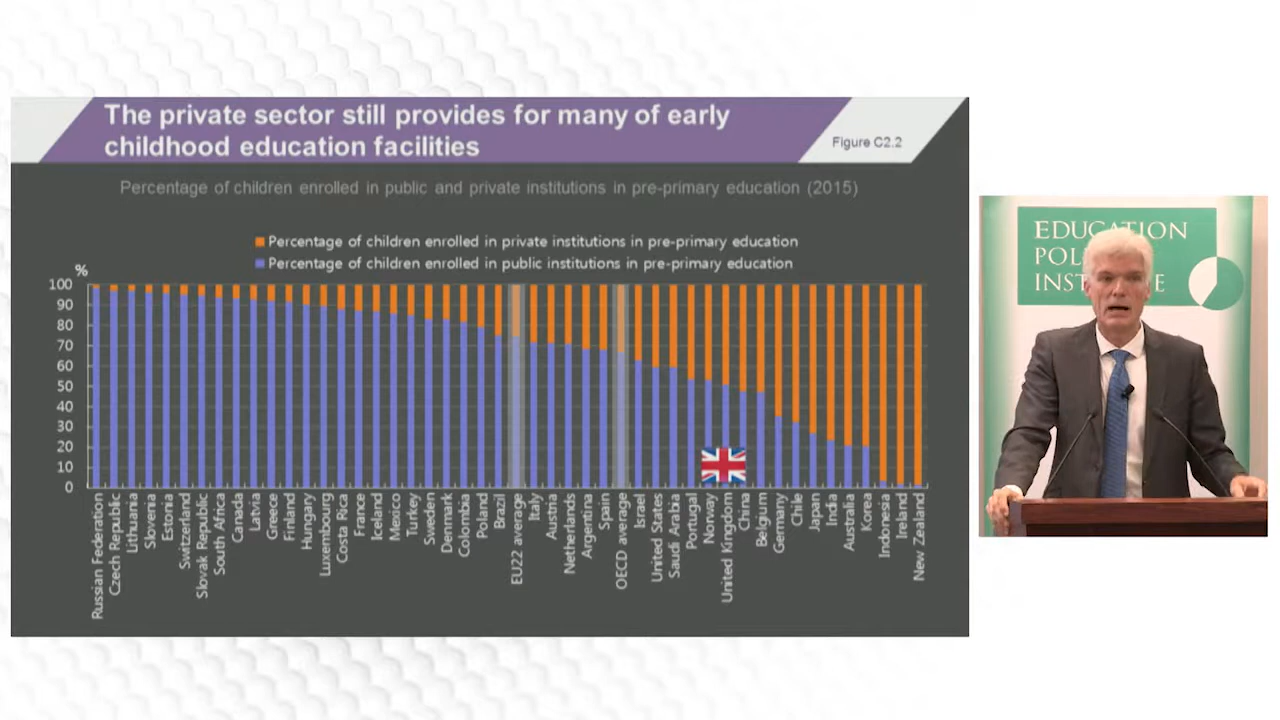 The private sector still provides for many of early
childhood education facilities
Figure C2.2
Percentage of children enrolled in public and private institutions in pre-primary education (2015)
Percentage of children enrolled in private institutions in pre-primary education
Percentage of children enrolled in public institutions in pre-primary education
%
100
90
80
70
60
50
40
30
20
10
0
Russian Federation
Czech Republic
Lithuania
Slovenia
Estonia
Switzerland
Slovak Republic
South Africa
Canada
Latvia
Greece
Finland
Hungary
Luxembourg
Costa Rica
France
Iceland
Mexico
Turkey
Sweden
Denmark
Colombia
Poland
Brazil
EU22 average
Italy
Austria
Netherlands
Argentina
Spain
OECD average
Israel
United States
Saudi Arabia
Portugal
Norway
United Kingdom
China
Belgium
Germany
Chile
Japan
India
Australia
Korea
Indonesia
Ireland
New Zealand
EDUCATION
POL
INST E